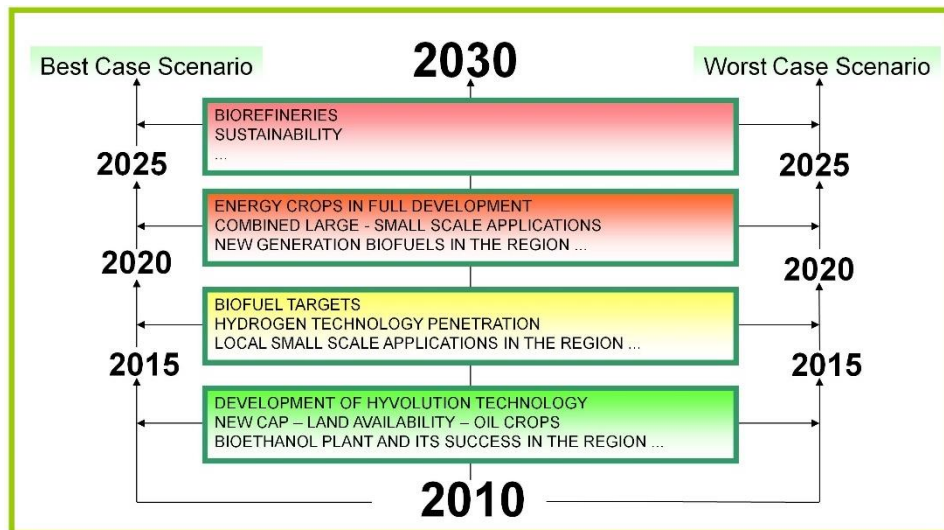 Best Case Scenario
2030
Worst Case Scenario
BIOREFINERIES
SUSTAINABILITY
...
2025
2025
ENERGY CROPS IN FULL DEVELOPMENT
COMBINED LARGE - SMALL SCALE APPLICATIONS
NEW GENERATION BIOFUELS IN THE REGION ...
2020
2020
BIOFUEL TARGETS
HYDROGEN TECHNOLOGY PENETRATION
LOCAL SMALL SCALE APPLICATIONS IN THE REGION ...
2015
2015
DEVELOPMENT OF HYVOLUTION TECHNOLOGY
NEW CAP – LAND AVAILABILITY – OIL CROPS
BIOETHANOL PLANT AND ITS SUCCESS IN THE REGION ...
2010